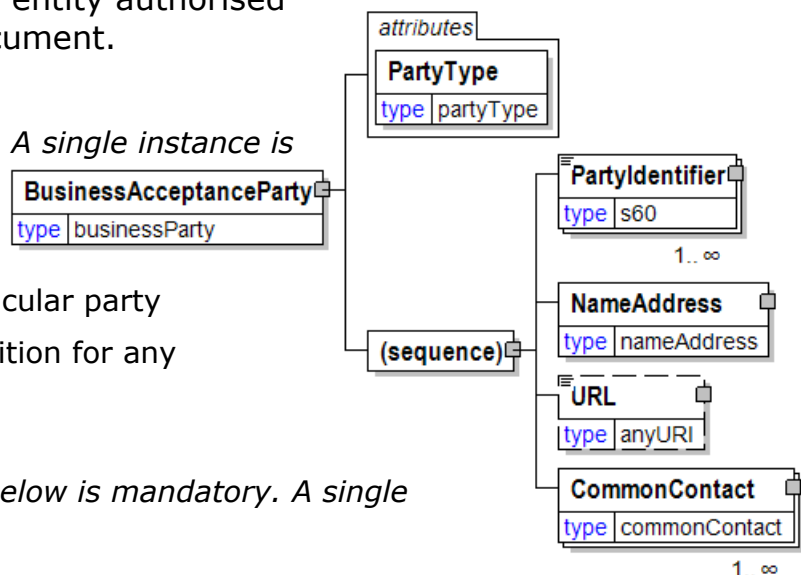 entity authorised
cument.
attributes
PartyType
type partyType
A single instance is
BusinessAcceptanceParty
type businessParty
PartyIdentifier
type s60
1.. ∞
cular party
NameAddress
type nameAddress
ition for any
(sequence)
URL
type anyURI
elow is mandatory. A single
CommonContact
type commonContact
1.. ∞